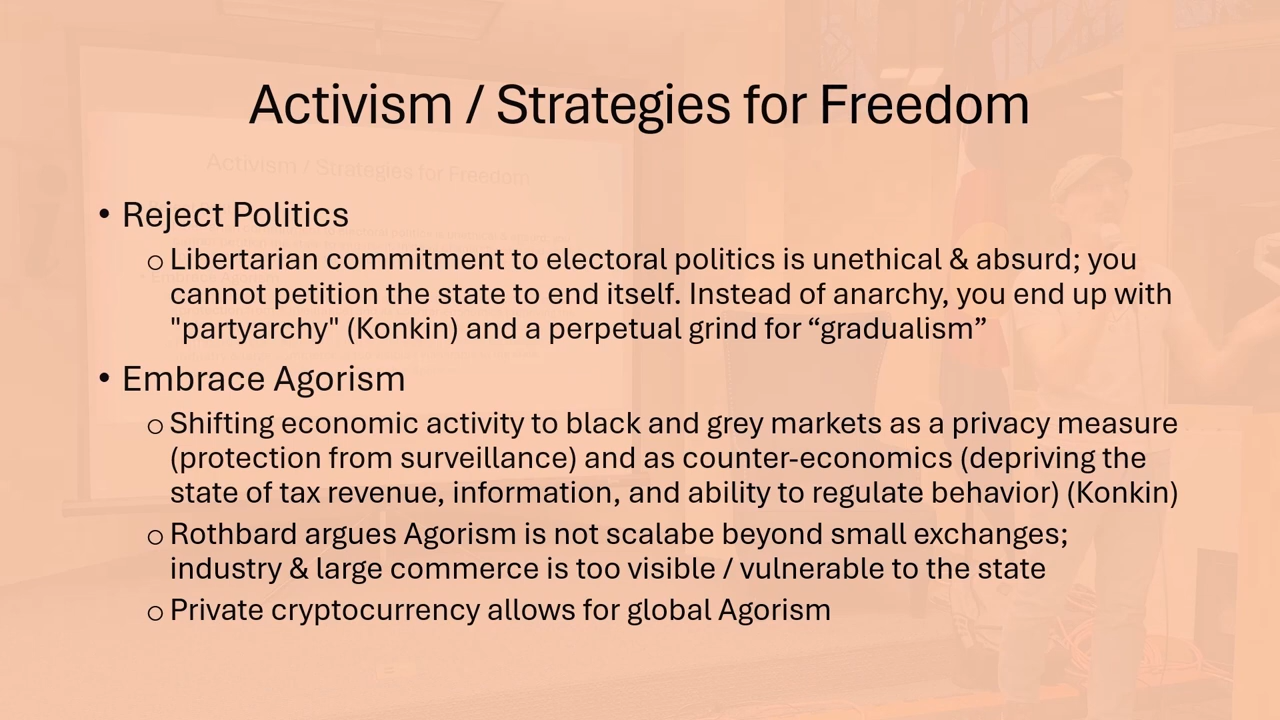 Activism / Strategies for Freedom
• Reject Politics
o Libertarian commitment to electoral politics is unethical & absurd; you
cannot petition the state to end itself. Instead of anarchy, you end up with
"partyarchy" (Konkin) and a perpetual grind for “gradualism”
• Embrace Agorism
o Shifting economic activity to black and grey markets as a privacy measure
(protection from surveillance) and as counter-economics (depriving the
state of tax revenue, information, and ability to regulate behavior) (Konkin)
o Rothbard argues Agorism is not scalabe beyond small exchanges;
industry & large commerce is too visible / vulnerable to the state
o Private cryptocurrency allows for global Agorism
Activism / Strategies for Freedom